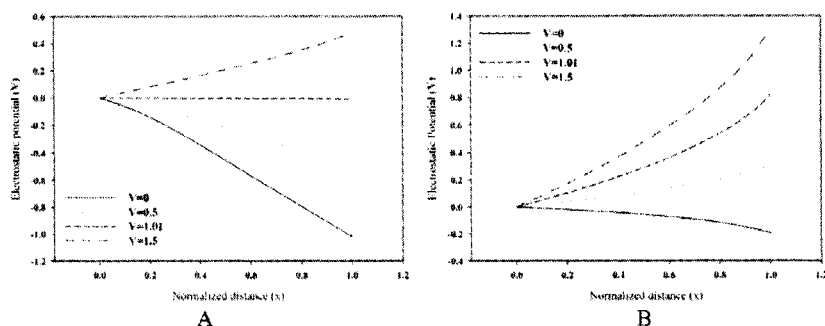 Electrostatic potential (V)
0.6
0.4
0.2
0.0
-0.2
-0.4
-0.6
-0.8
-1.0
-1.2
V=0
V=0.5
V=1.01
V=1.5
0.0 0.2 0.4 0.6 0.8 1.0 1.2
Normalized distance (x)
A
Electrostatic Potential (V)
1.4
1.2
1.0
0.8
0.6
0.4
0.2
0.0
-0.2
-0.4
V=0
V=0.5
V=1.01
V=1.5
0.0 0.2 0.4 0.6 0.8 1.0 1.2
Normalized distance (x)
B